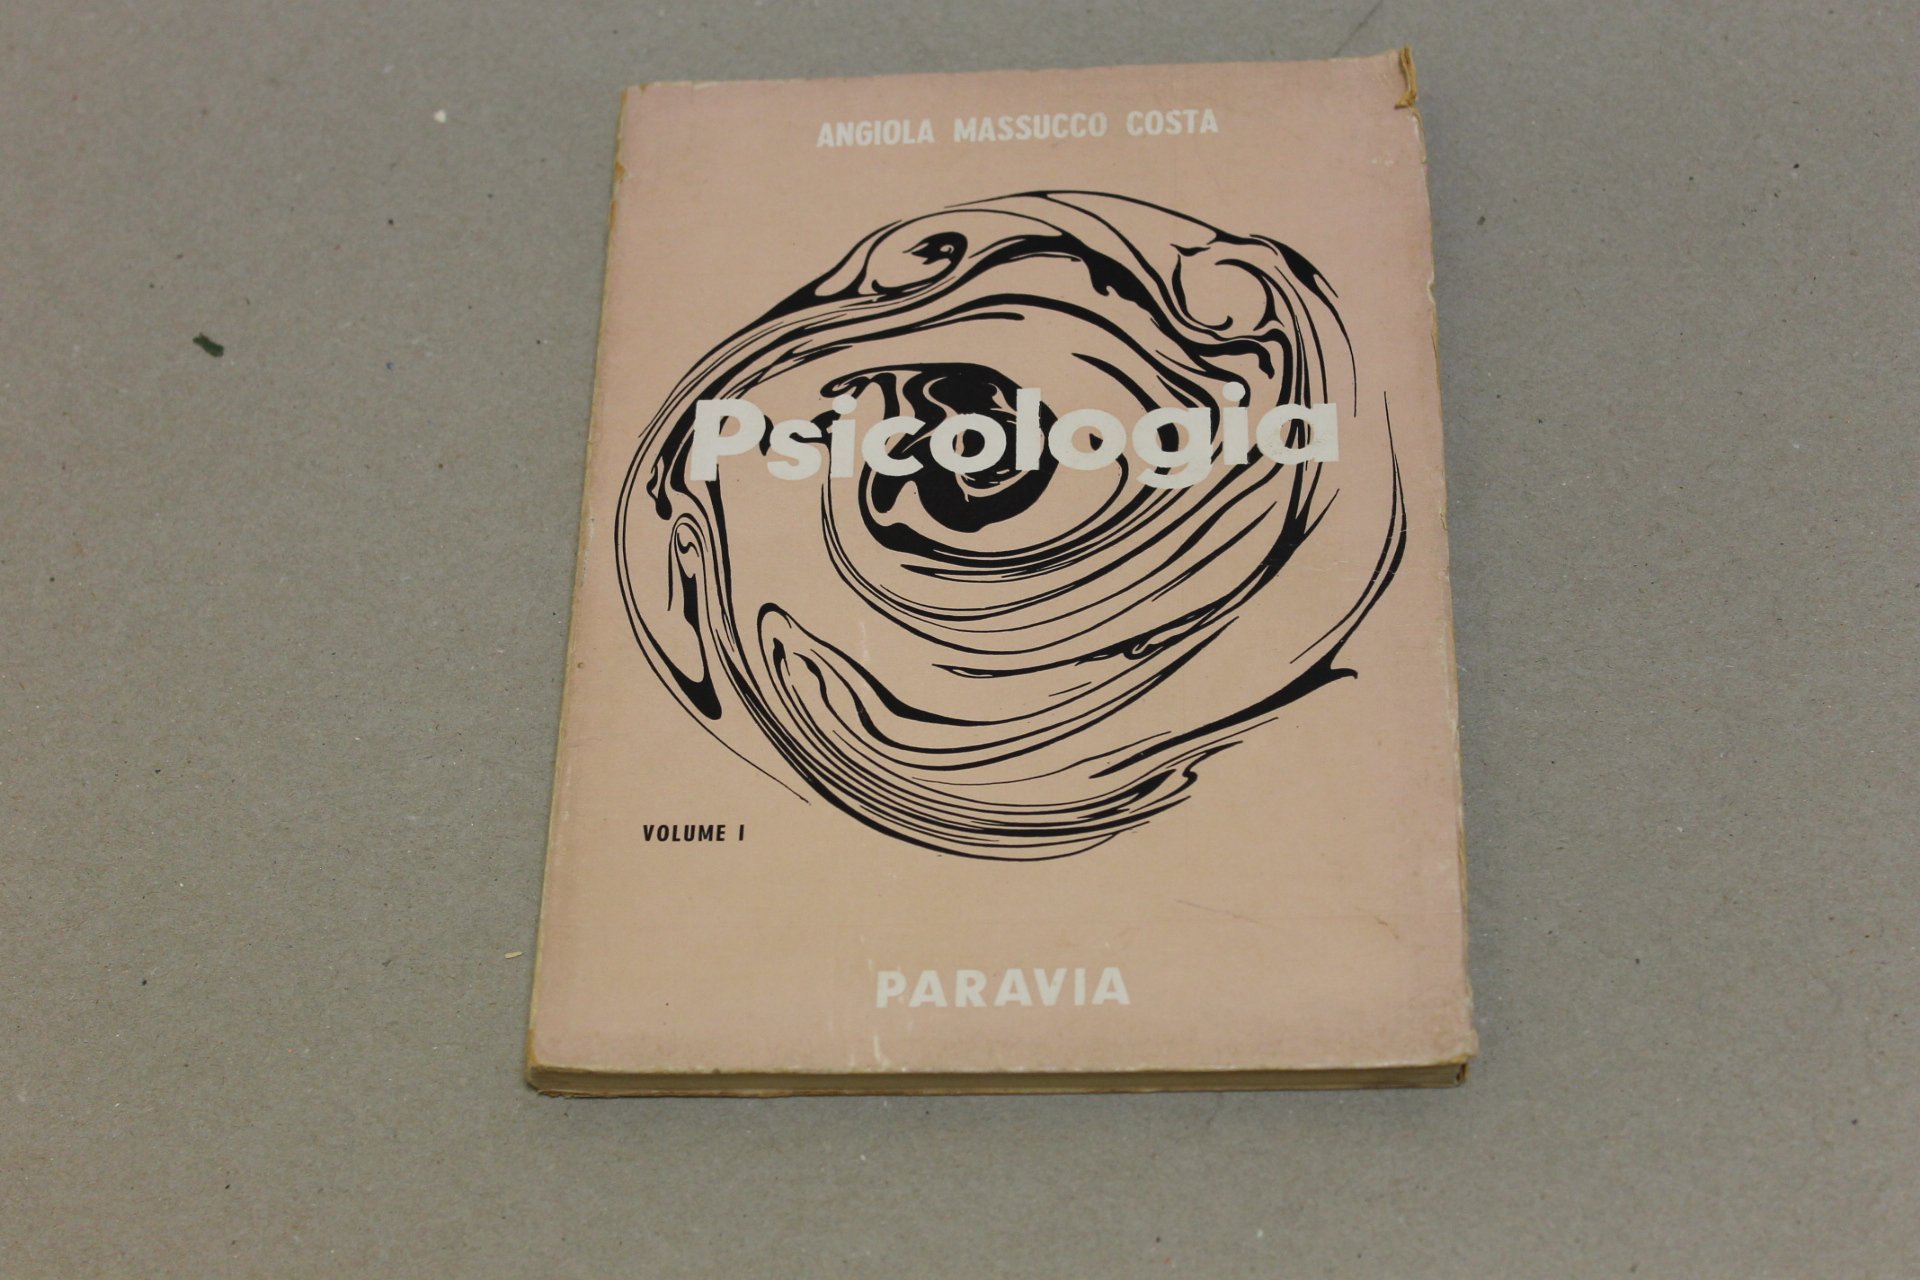 ANGIOLA MASSUCCO COSTA
Psicologia
VOLUME I
PARAVIA